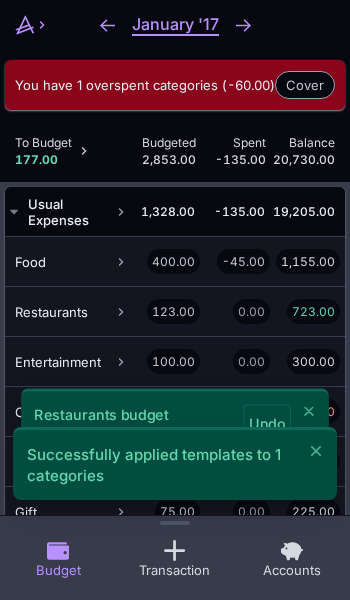 January '17
You have 1 overspent categories (-60.00)
Cover
To Budget
177.00
Budgeted
2,853.00
Spent
-135.00
Balance
20,730.00
Usual
Expenses
1,328.00
-135.00
19,205.00
Food
400.00
-45.00
1,155.00
Restaurants
123.00
0.00
723.00
Entertainment
100.00
0.00
300.00
Restaurants budget
Undo
Successfully applied templates to 1
categories
Gift
75.00
0.00
225.00
Budget
Transaction
Accounts